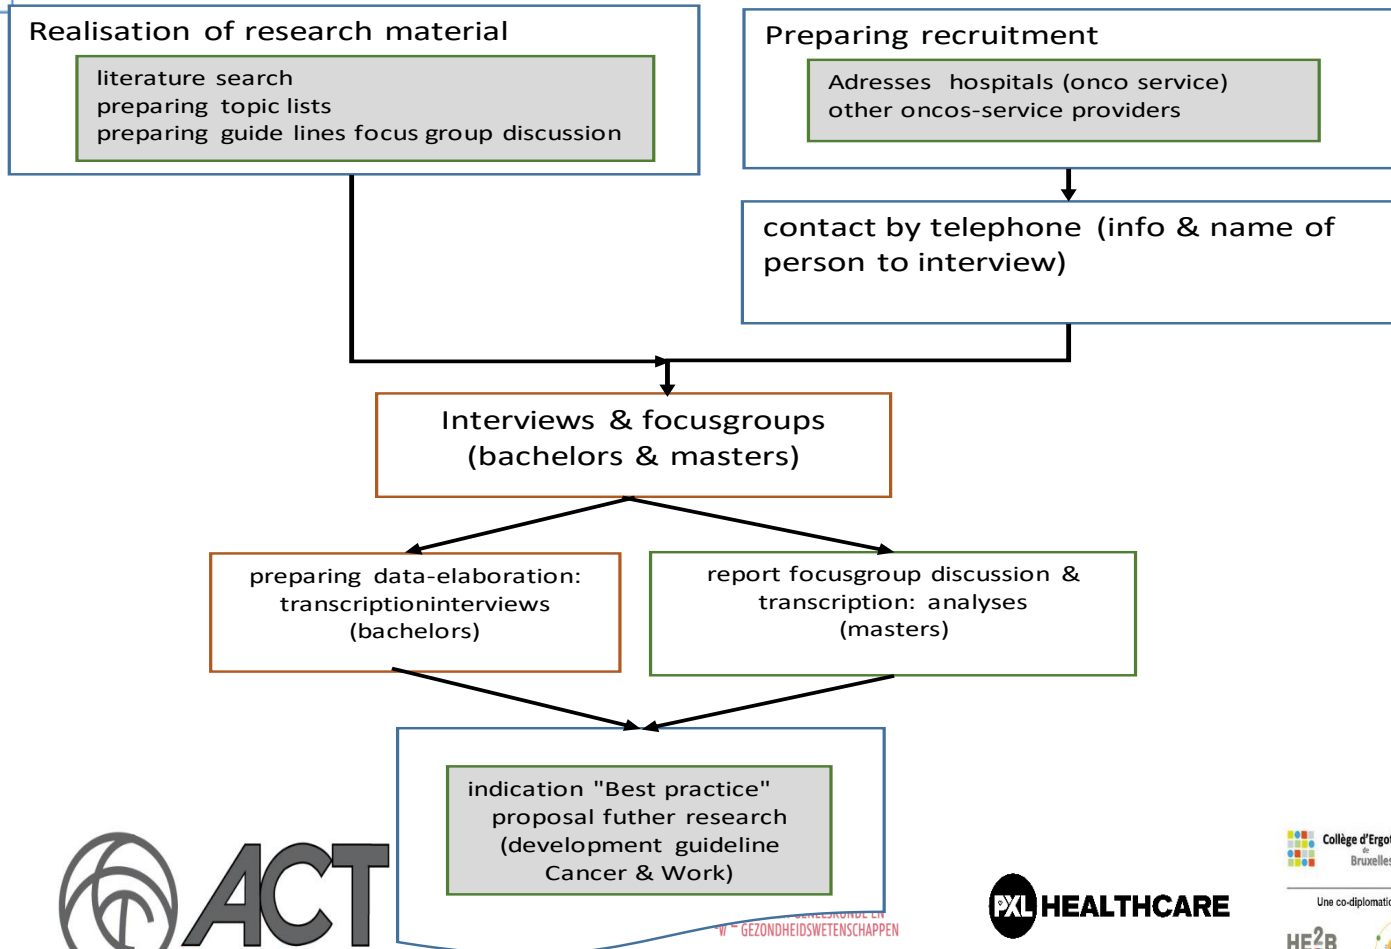 Realisation of research material
literature search
preparing topic lists
preparing guide lines focus group discussion
Preparing recruitment
Adresses hospitals (onco service)
other oncos-service providers
contact by telephone (info & name of
person to interview)
Interviews & focusgroups
(bachelors & masters)
preparing data-elaboration:
transcriptioninterviews
(bachelors)
report focusgroup discussion &
transcription: analyses
(masters)
indication "Best practice"
proposal futher research
(development guideline
Cancer & Work)
ACT
GEZONDHEIDSWETENSCHAPPEN
PXL HEALTHCARE
Collège d'Ergot
de
Bruxelles
Une co-diplomati
HE2B